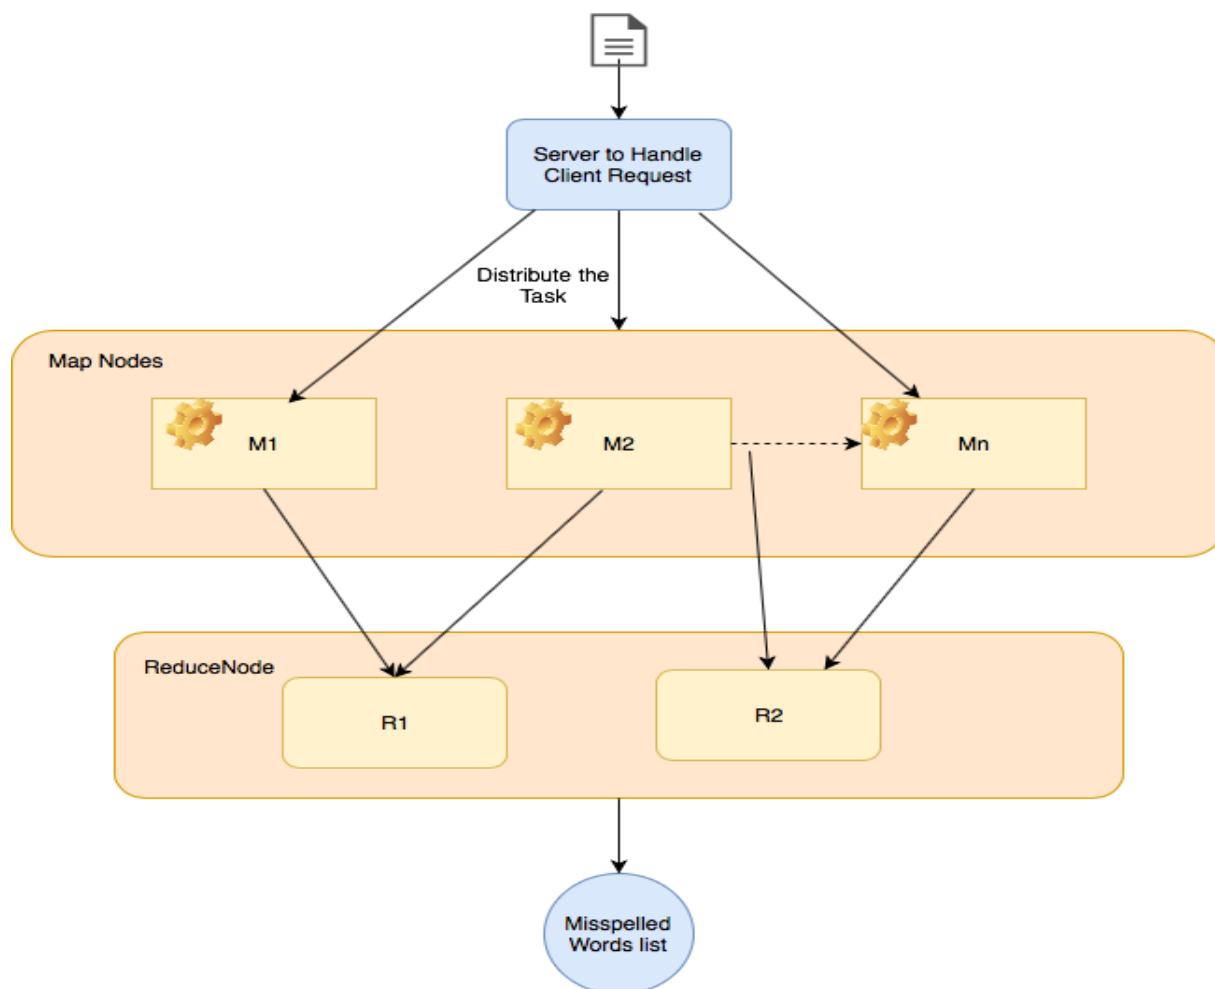 Server to Handle
Client Request
Distribute the
Task
Map Nodes
M1
M2
Mn
ReduceNode
R1
R2
Misspelled
Words list